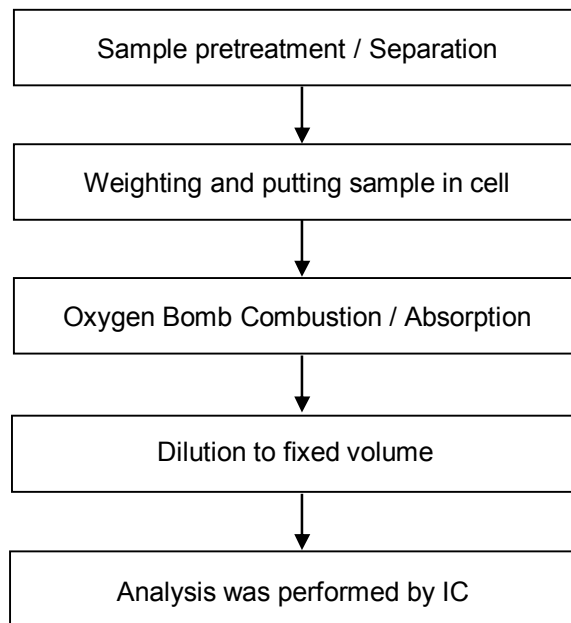 Sample pretreatment / Separation
Weighting and putting sample in cell
Oxygen Bomb Combustion / Absorption
Dilution to fixed volume
Analysis was performed by IC